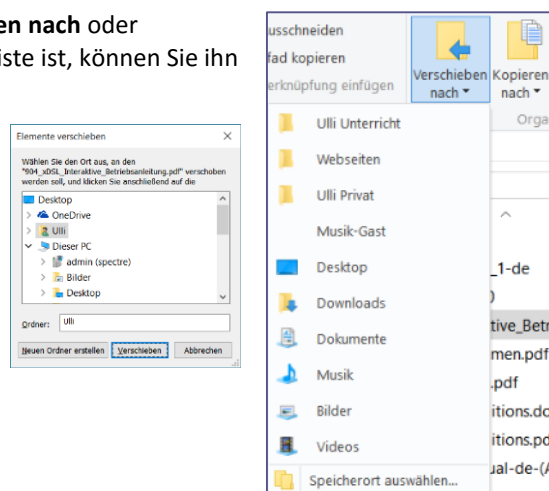 en nach oder
iste ist, können Sie ihn
Elemente verschieben
Wählen Sie den Ort aus, an den
"904_xDSL_Interaktive_Betriebsanleitung.pdf" verschoben
werden soll, und klicken Sie anschließend auf die
Desktop
OneDrive
Ulli
Dieser PC
admin (spectre)
Bilder
Desktop
Ordner: Ulli
Neuen Ordner erstellen Verschieben Abbrechen
usschneiden
fad kopieren
erknüpfung einfügen
Verschieben nach
Kopieren nach
Orga
Ulli Unterricht
Webseiten
Ulli Privat
Musik-Gast
Desktop
Downloads
Dokumente
Musik
Bilder
Videos
Speicherort auswählen...
_1-de
tive_Betr
men.pdf
.pdf
itions.do
itions.pd
ual-de-(A